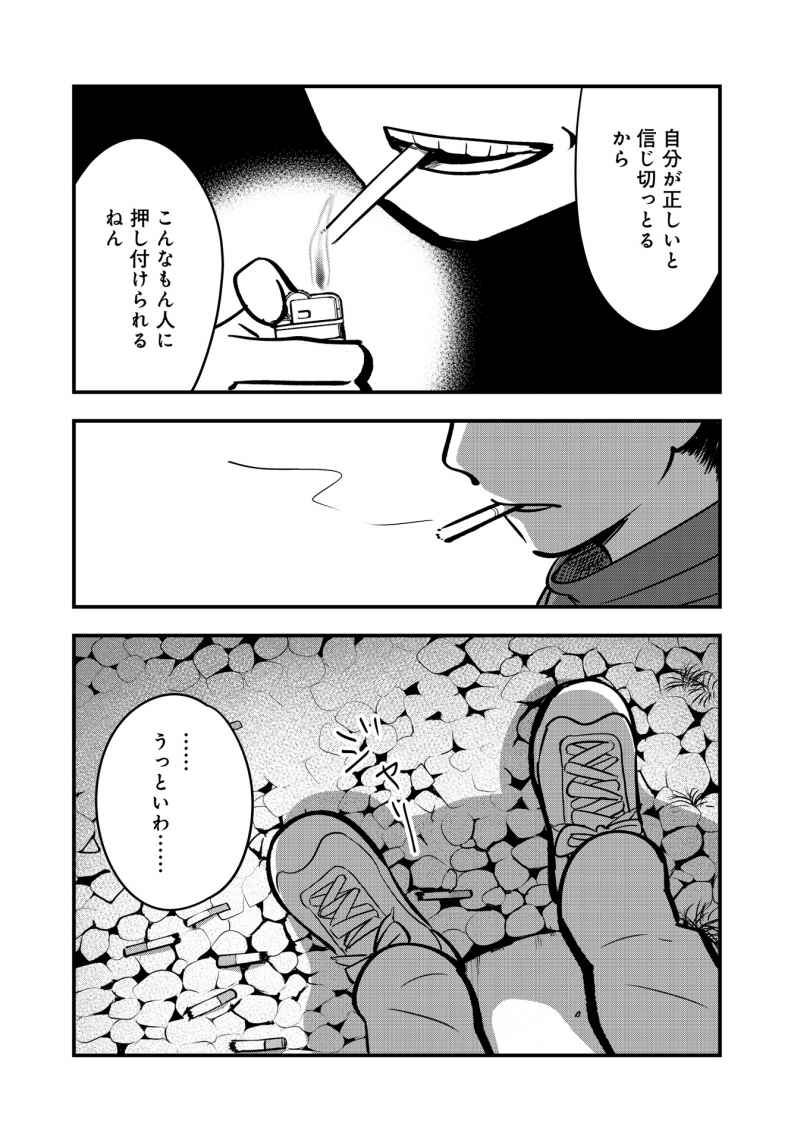 自分が正しいと
信じ切っとる
から
こんなもん人に
押し付けられる
ねん
ジャリ
……
うっといわ……